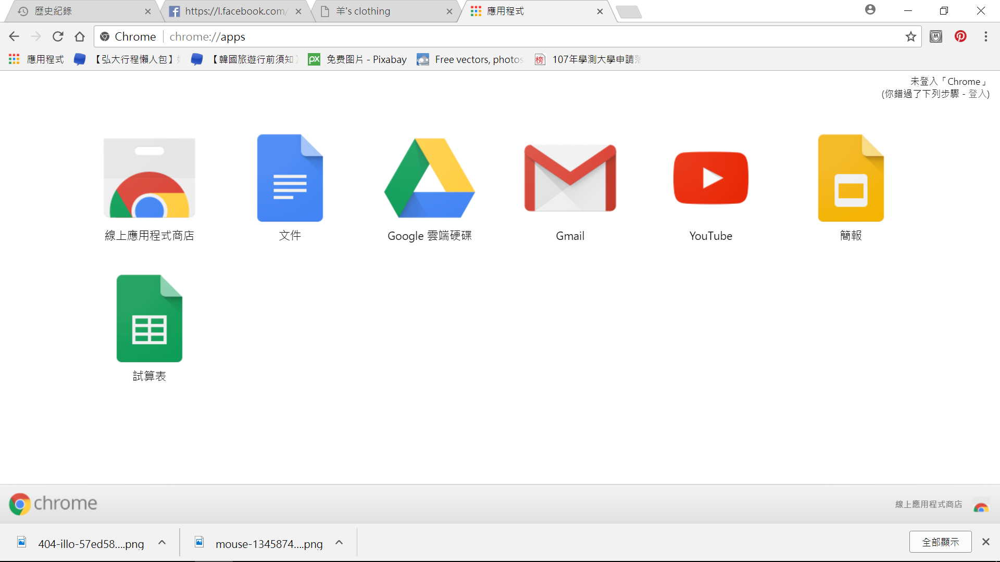 歷史紀錄
https://l.facebook.com/
羊's clothing
應用程式
Chrome
chrome://apps
應用程式
【弘大行程懶人包】
【韓國旅遊行前須知】
免费图片 - Pixabay
Free vectors, photos
107年學測大學申請
未登入「Chrome」
(你錯過了下列步驟 - 登入)
線上應用程式商店
文件
Google 雲端硬碟
Gmail
YouTube
簡報
試算表
chrome
線上應用程式商店
404-illo-57ed58....png
mouse-1345874....png
全部顯示